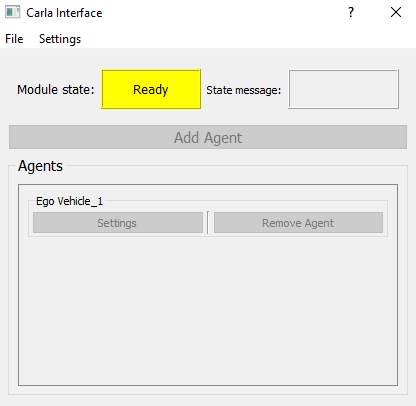 Carla Interface ?
File Settings
Module state: Ready State message:
Add Agent
Agents
Ego Vehicle_1
Settings Remove Agent